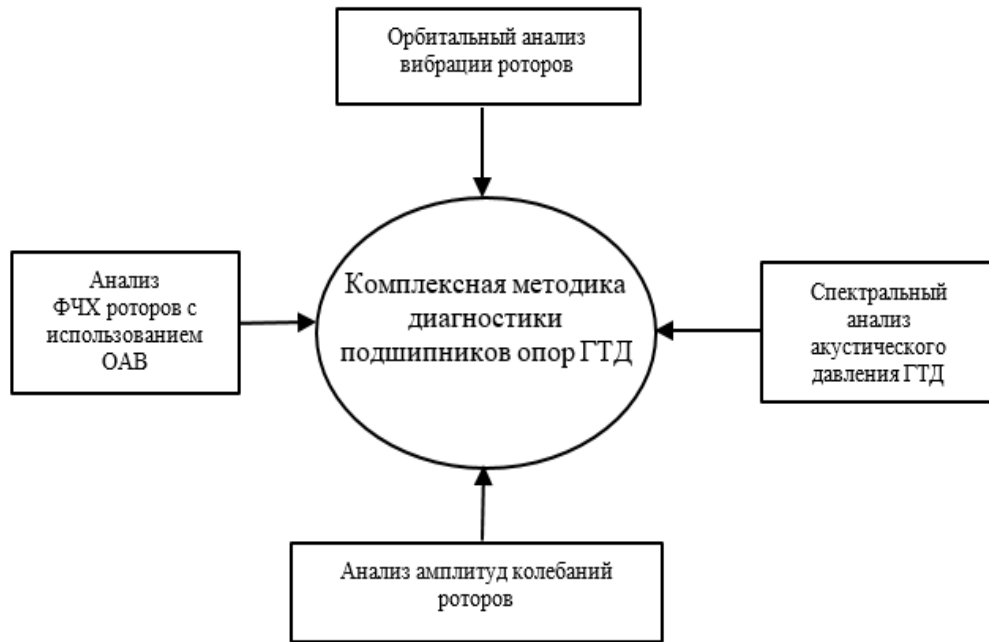 Орбитальный анализ
вибрации роторов
Анализ
ФЧХ роторов с
использованием
ОАВ
Комплексная методика
диагностики
подшипников опор ГТД
Спектральный
анализ
акустического
давления ГТД
Анализ амплитуд колебаний
роторов